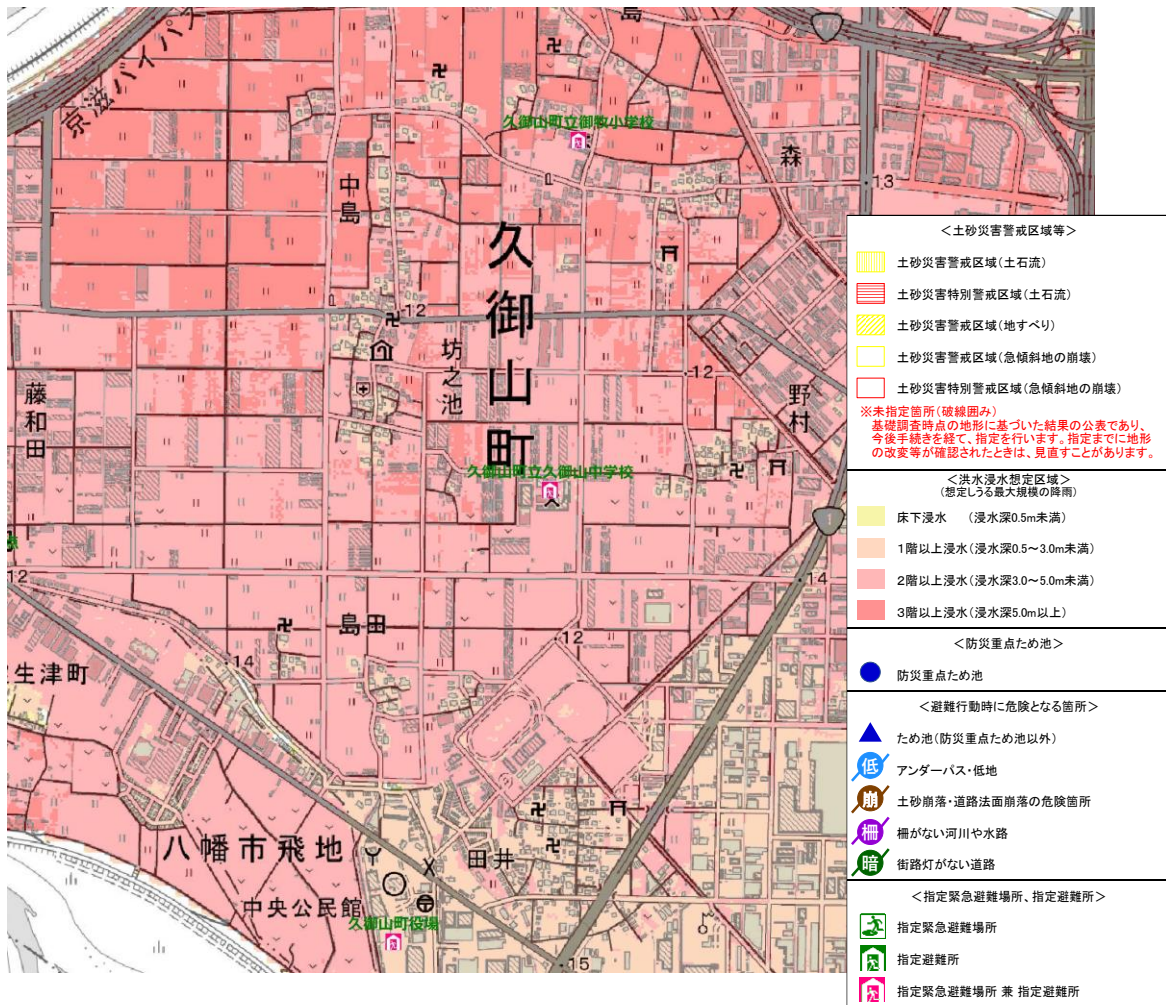 島
478
京滋バイパス
久御山町立御牧小学校
森
13
中島
久御山町
12
坊之池
12
藤和田
野村
久御山町立久御山中学校
1
12
14
島田
12
14
生津町
八幡市飛地
田井
中央公民館
久御山町役場
15
＜土砂災害警戒区域等＞
土砂災害警戒区域(土石流)
土砂災害特別警戒区域(土石流)
土砂災害警戒区域(地すべり)
土砂災害警戒区域(急傾斜地の崩壊)
土砂災害特別警戒区域(急傾斜地の崩壊)
※未指定箇所(破線囲み)
基礎調査時点の地形に基づいた結果の公表であり、
今後手続きを経て、指定を行います。指定までに地形
の改変等が確認されたときは、見直すことがあります。
＜洪水浸水想定区域＞
(想定しうる最大規模の降雨)
床下浸水 (浸水深0.5m未満)
1階以上浸水(浸水深0.5～3.0m未満)
2階以上浸水(浸水深3.0～5.0m未満)
3階以上浸水(浸水深5.0m以上)
＜防災重点ため池＞
防災重点ため池
＜避難行動時に危険となる箇所＞
ため池(防災重点ため池以外)
低 アンダーパス・低地
崩 土砂崩落・道路法面崩落の危険箇所
柵 柵がない河川や水路
暗 街路灯がない道路
＜指定緊急避難場所、指定避難所＞
指定緊急避難場所
指定避難所
指定緊急避難場所 兼 指定避難所